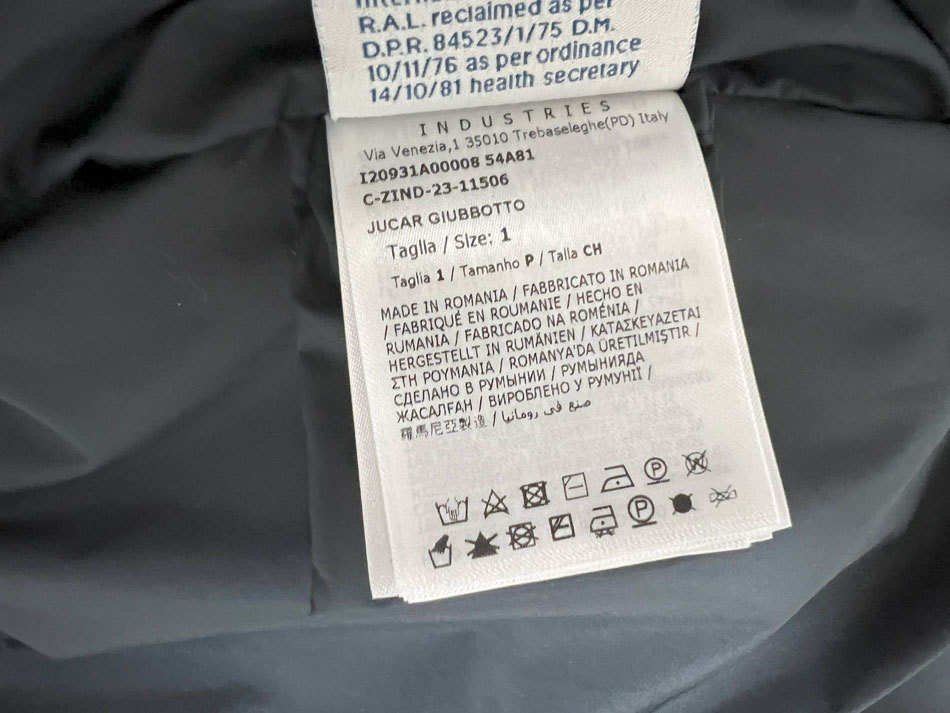 R.A.L. reclaimed as per
D.P.R. 84523/1/75 D.M.
10/11/76 as per ordinance
14/10/81 health secretary
INDUSTRIES
Via Venezia,1 35010 Trebaseleghe(PD) Italy
I20931A00008 54A81
C-ZIND-23-11506
JUCAR GIUBBOTTO
Taglia / Size: 1
Taglia 1 / Tamanho P / Talla CH
MADE IN ROMANIA / FABBRICATO IN ROMANIA
/ FABRIQUÉ EN ROUMANIE / HECHO EN
RUMANIA / FABRICADO NA ROMÉNIA /
HERGESTELLT IN RUMÄNIEN / ΚΑΤΑΣΚΕΥΑΖΕΤΑΙ
ΣΤΗ ΡΟΥΜΑΝΙΑ / ROMANYA'DA ÜRETILMIŞTIR /
СДЕЛАНО В РУМЫНИИ / РУМЫНИЯДА
ЖАСАЛҒАН / ВИРОБЛЕНО У РУМУНІЇ /
羅馬尼亞製造 / صنع في رومانيا
P
W
P